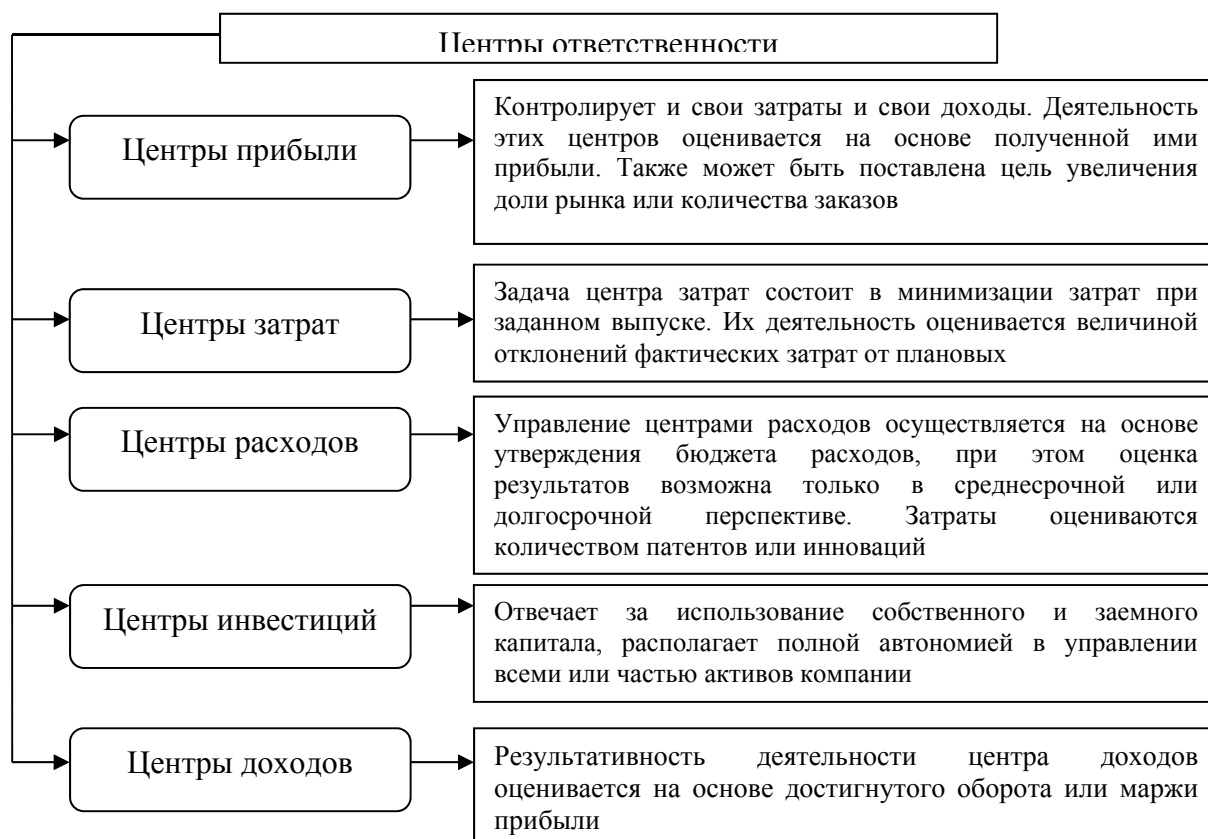 Центры ответственности
Центры прибыли
Контролирует и свои затраты и свои доходы. Деятельность
этих центров оценивается на основе полученной ими
прибыли. Также может быть поставлена цель увеличения
доли рынка или количества заказов
Центры затрат
Задача центра затрат состоит в минимизации затрат при
заданном выпуске. Их деятельность оценивается величиной
отклонений фактических затрат от плановых
Центры расходов
Управление центрами расходов осуществляется на основе
утверждения бюджета расходов, при этом оценка
результатов возможна только в среднесрочной или
долгосрочной перспективе. Затраты оцениваются
количеством патентов или инноваций
Центры инвестиций
Отвечает за использование собственного и заемного
капитала, располагает полной автономией в управлении
всеми или частью активов компании
Центры доходов
Результативность деятельности центра доходов
оценивается на основе достигнутого оборота или маржи
прибыли